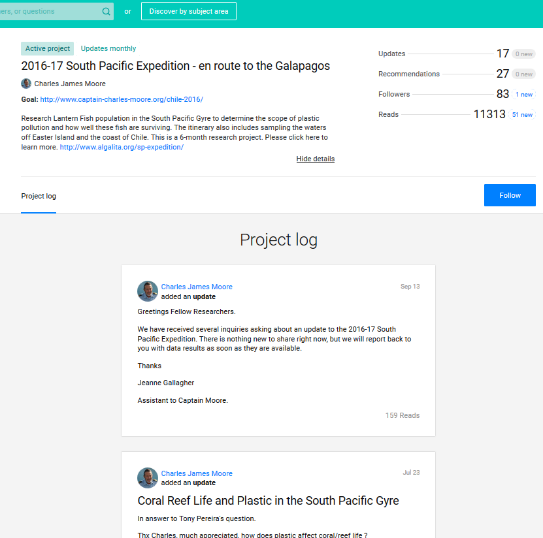 ers, or questions
or
Discover by subject area
Active project
Updates monthly
2016-17 South Pacific Expedition - en route to the Galapagos
Charles James Moore
Goal: http://www.captain-charles-moore.org/chile-2016/
Research Lantern Fish population in the South Pacific Gyre to determine the scope of plastic
pollution and how well these fish are surviving. The itinerary also includes sampling the waters
off Easter Island and the coast of Chile. This is a 6-month research project. Please click here to
learn more. http://www.algalita.org/sp-expedition/
Hide details
Updates 17 0 new
Recommendations 27 0 new
Followers 83 1 new
Reads 11313 51 new
Project log
Follow
Project log
Charles James Moore
added an update
Sep 13
Greetings Fellow Researchers.
We have received several inquiries asking about an update to the 2016-17 South
Pacific Expedition. There is nothing new to share right now, but we will report back to
you with data results as soon as they are available.
Thanks
Jeanne Gallagher
Assistant to Captain Moore.
159 Reads
Charles James Moore
added an update
Jul 23
Coral Reef Life and Plastic in the South Pacific Gyre
In answer to Tony Pereira's question.
Thx Charles, much appreciated, how does plastic affect coral/reef life ?